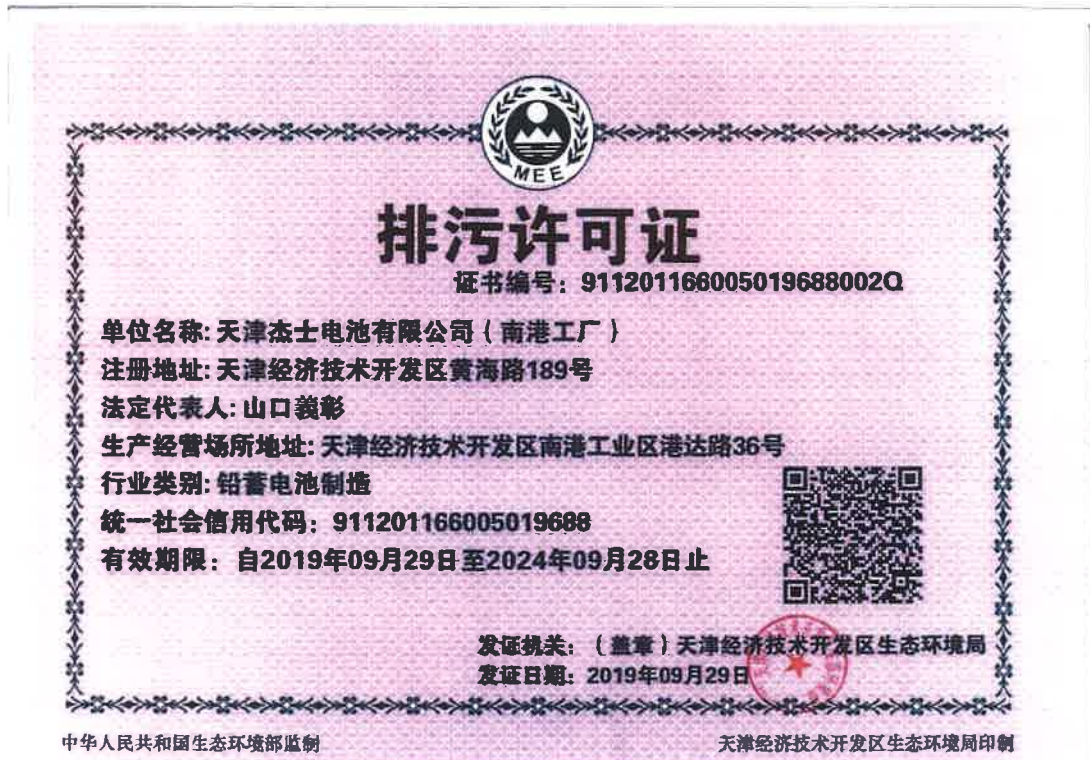 MEE
排污许可证
证书编号：911201166005019688002Q
单位名称：天津杰士电池有限公司（南港工厂）
注册地址：天津经济技术开发区黄海路189号
法定代表人：山口義彰
生产经营场所地址：天津经济技术开发区南港工业区港达路36号
行业类别：铅蓄电池制造
统一社会信用代码：911201166005019688
有效期限：自2019年09月29日至2024年09月28日止
发证机关：（盖章）天津经济技术开发区生态环境局
发证日期：2019年09月29日
中华人民共和国生态环境部监制
天津经济技术开发区生态环境局印制